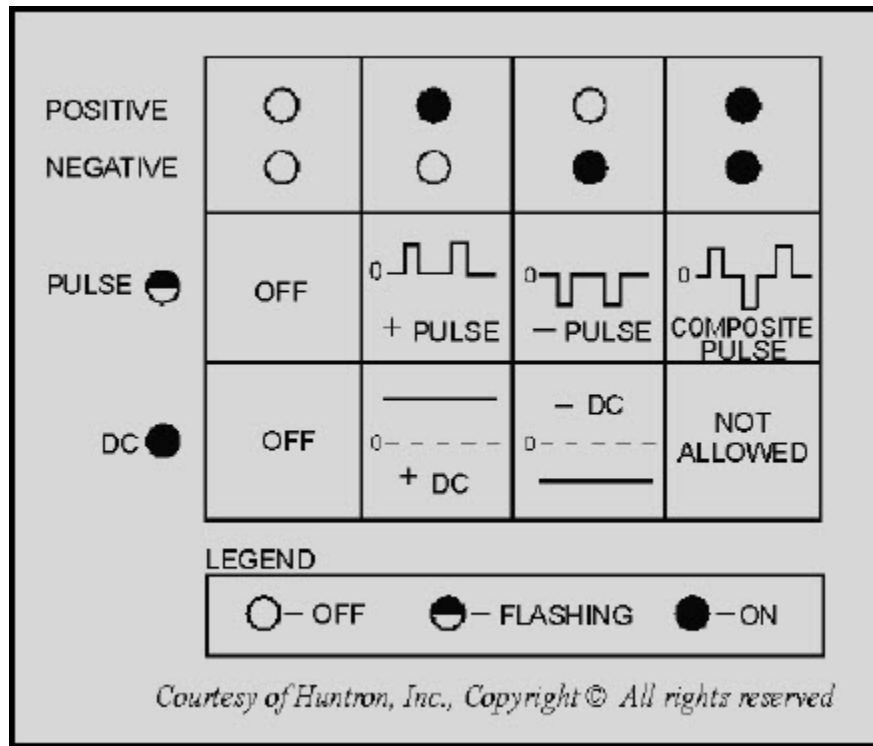 POSITIVE
NEGATIVE
PULSE
OFF
0
+ PULSE
0
— PULSE
0
COMPOSITE
PULSE
DC
OFF
0
+ DC
— DC
0
NOT
ALLOWED
LEGEND
— OFF
— FLASHING
— ON
Courtesy of Huntron, Inc., Copyright © All rights reserved